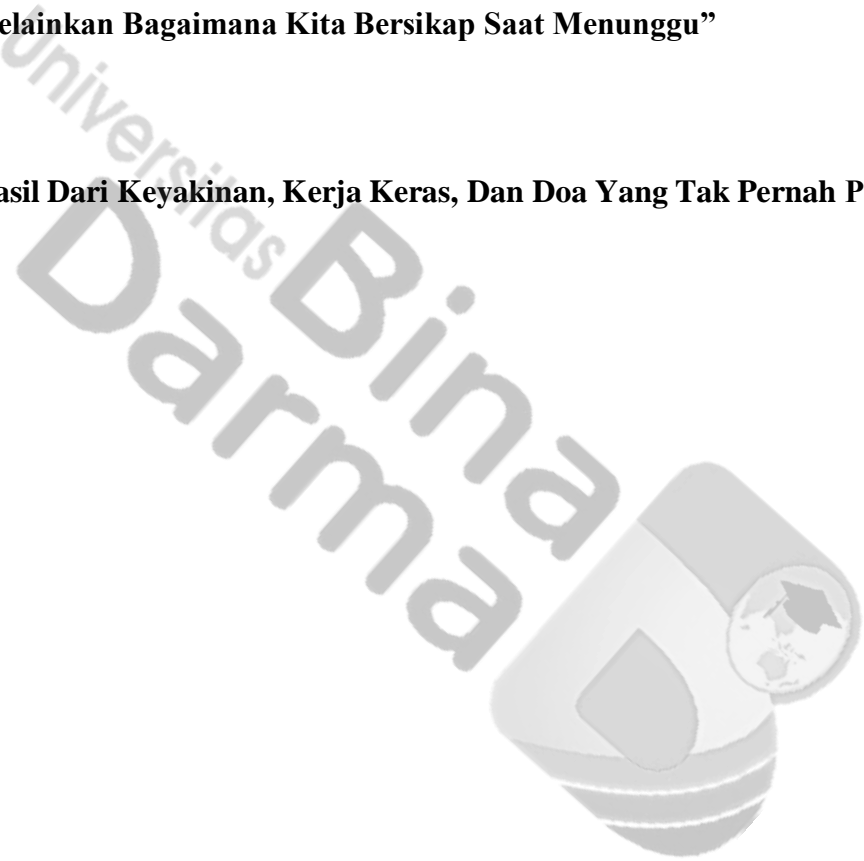 elainkan Bagaimana Kita Bersikap Saat Menunggu”
asil Dari Keyakinan, Kerja Keras, Dan Doa Yang Tak Pernah P
Universitas
Bina
Darma